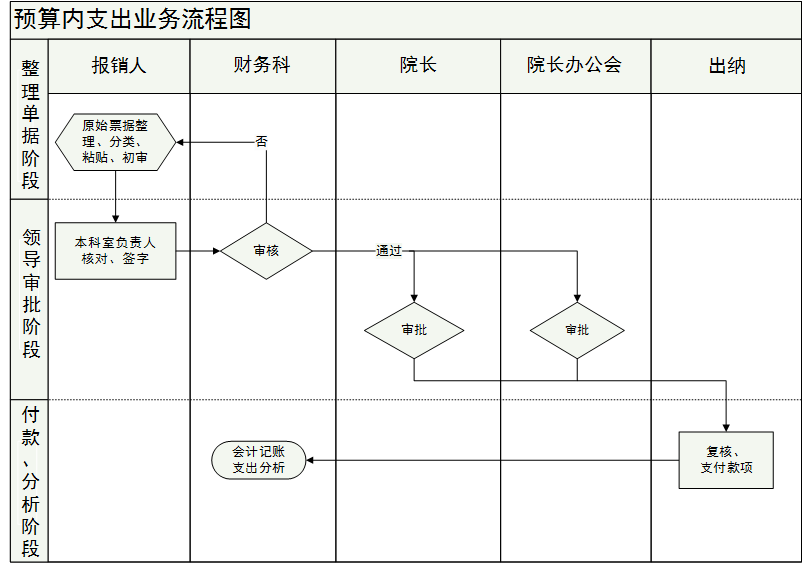 预算内支出业务流程图
报销人
财务科
院长
院长办公会
出纳
整理单据阶段
原始票据整
理、分类、
粘贴、初审
否
领导审批阶段
本科室负责人
核对、签字
审核
通过
审批
审批
付款、分析阶段
会计记账
支出分析
复核、
支付款项